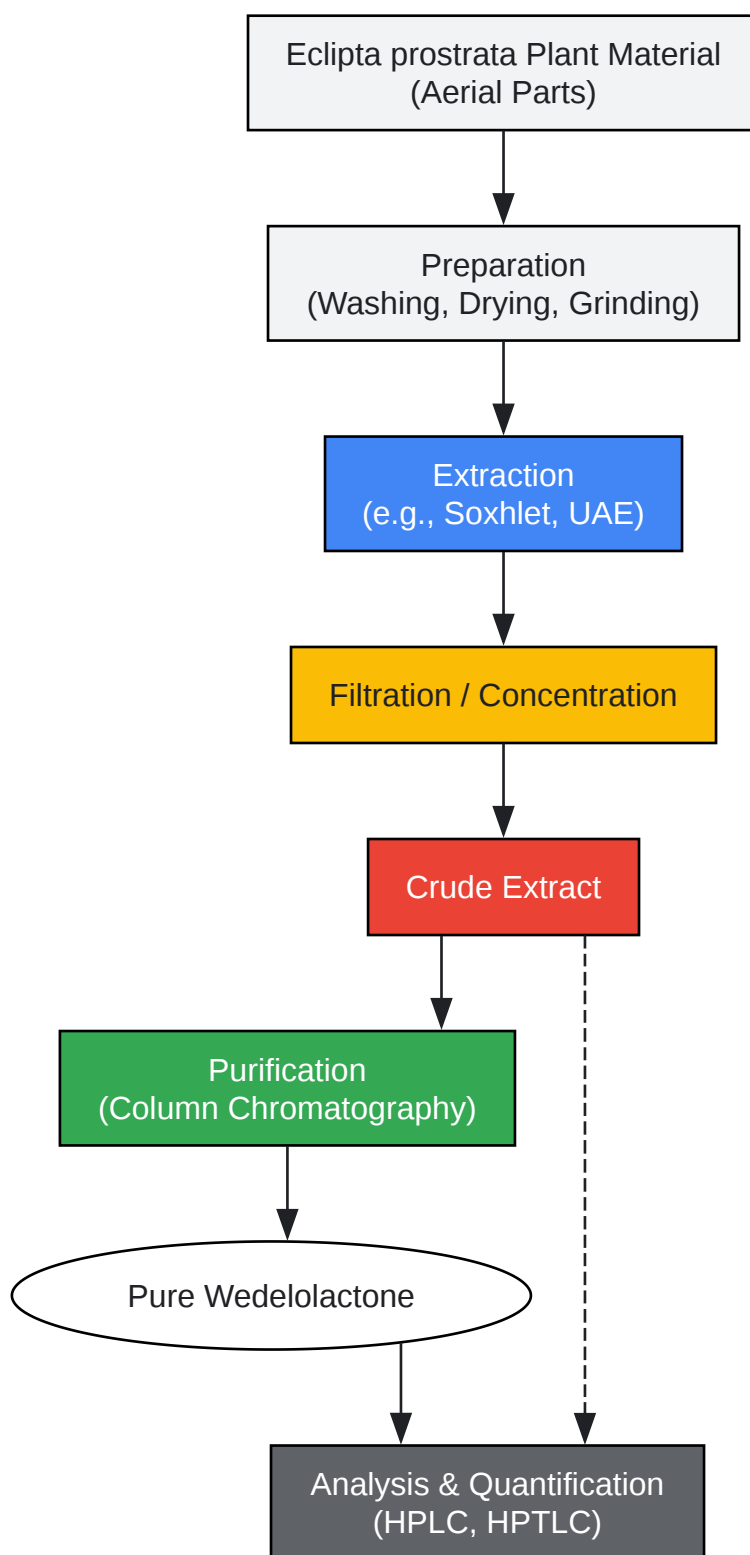 Eclipta prostrata Plant Material
(Aerial Parts)
Preparation
(Washing, Drying, Grinding)
Extraction
(e.g., Soxhlet, UAE)
Filtration / Concentration
Crude Extract
Purification
(Column Chromatography)
Pure Wedelolactone
Analysis & Quantification
(HPLC, HPTLC)